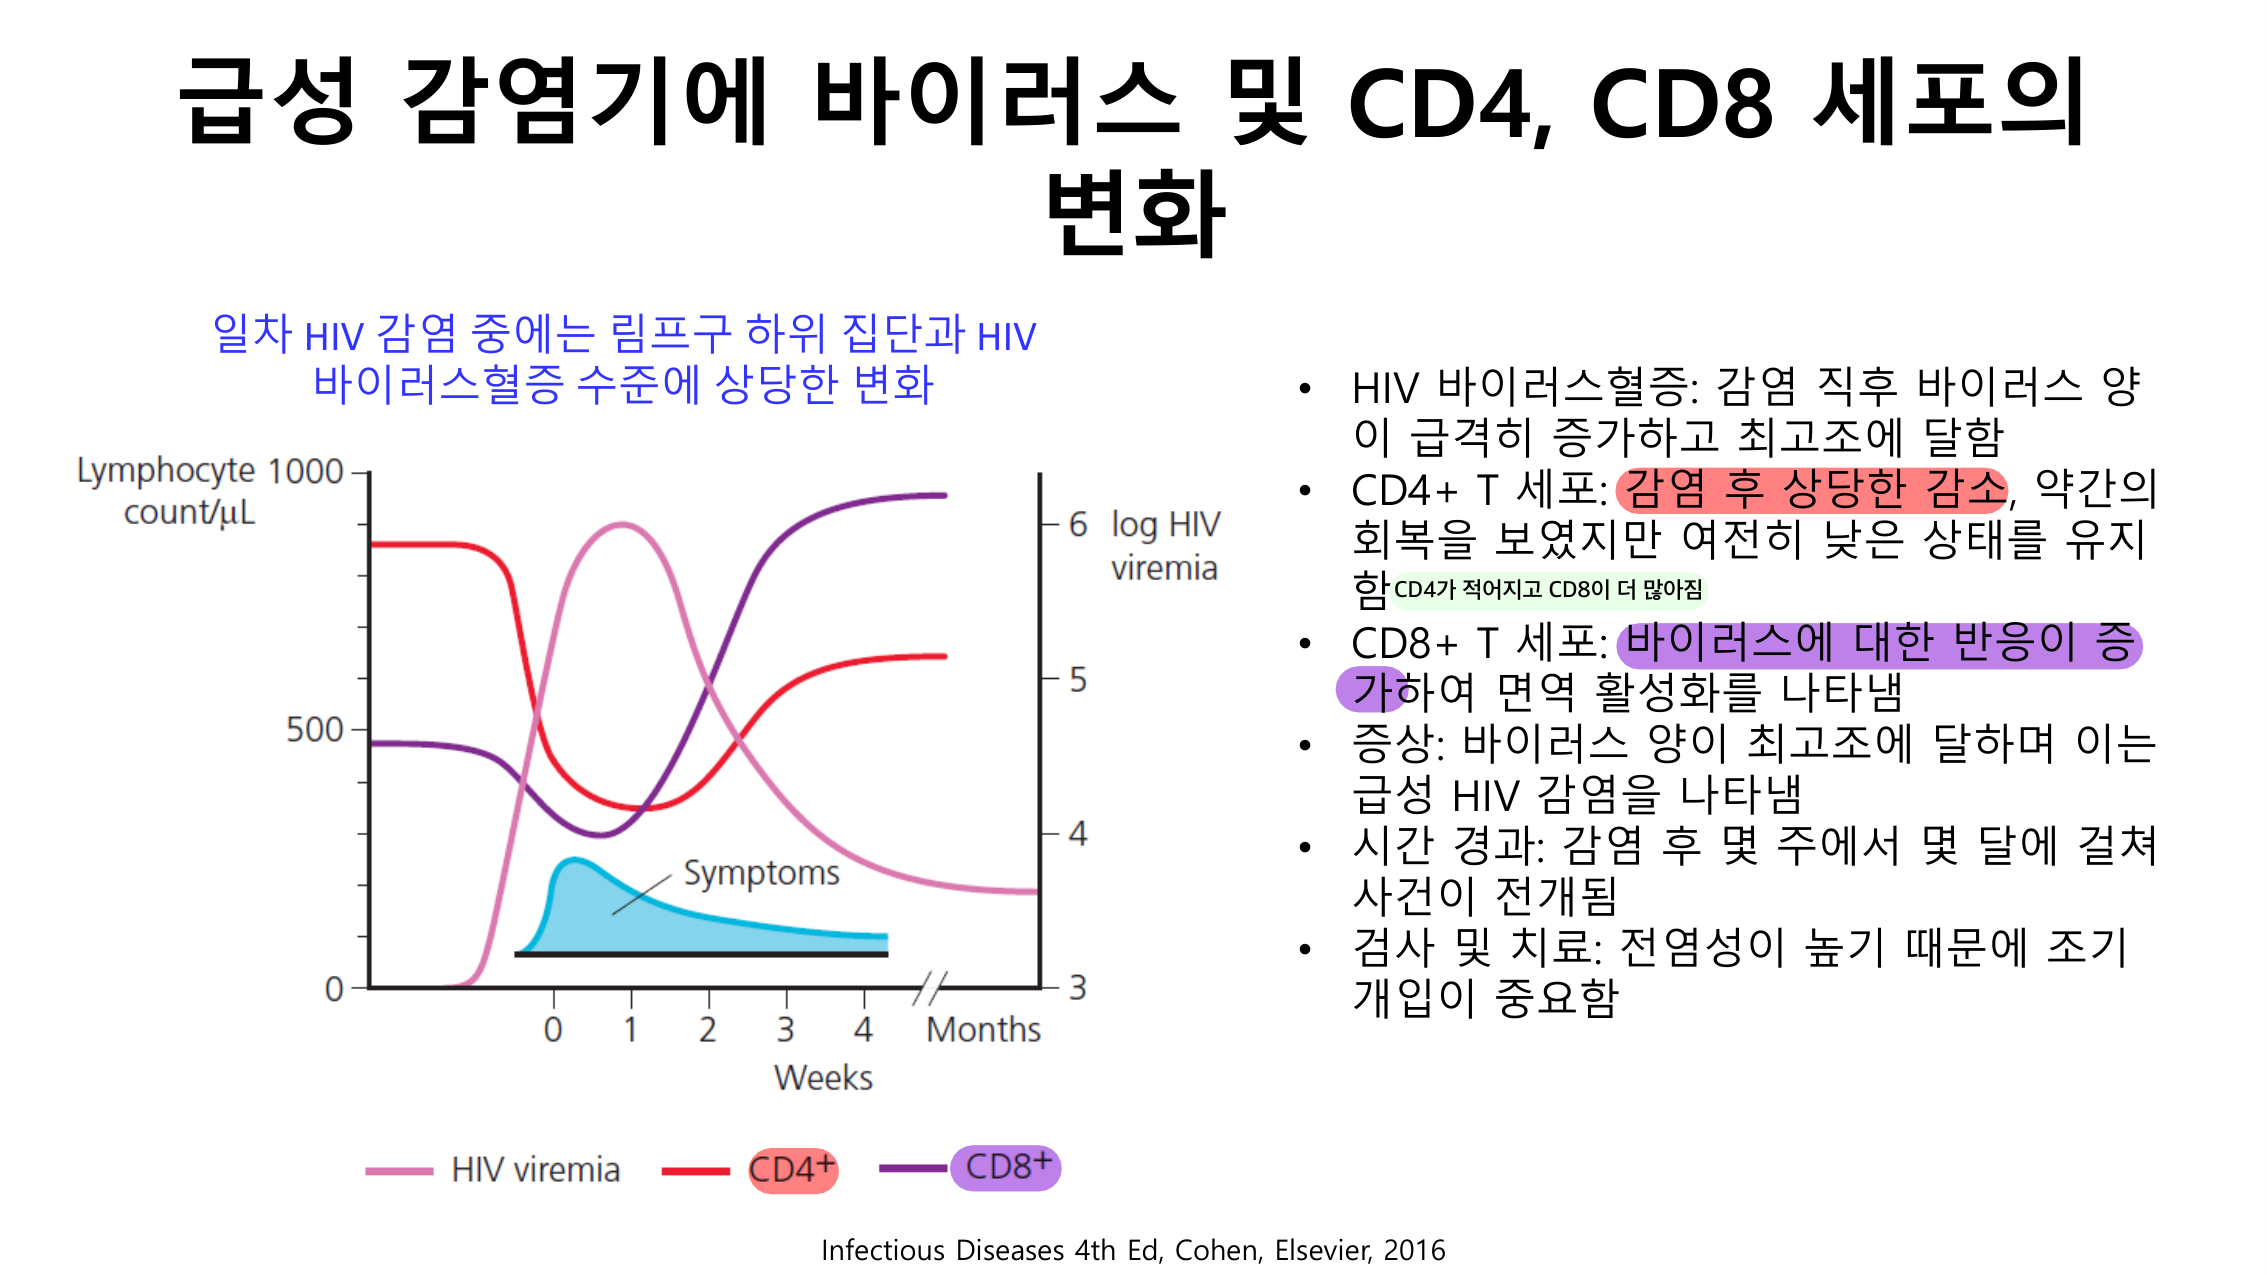 급성 감염기에 바이러스 및 CD4, CD8 세포의
변화
일차 HIV 감염 중에는 림프구 하위 집단과 HIV
바이러스혈증 수준에 상당한 변화
Lymphocyte
count/μL
1000
500
0
6
5
4
3
log HIV
viremia
Symptoms
0 1 2 3 4 Months
Weeks
HIV viremia CD4+ CD8+
• HIV 바이러스혈증: 감염 직후 바이러스 양
이 급격히 증가하고 최고조에 달함
• CD4+ T 세포: 감염 후 상당한 감소, 약간의
회복을 보였지만 여전히 낮은 상태를 유지
함 CD4가 적어지고 CD8이 더 많아짐
• CD8+ T 세포: 바이러스에 대한 반응이 증
가하여 면역 활성화를 나타냄
• 증상: 바이러스 양이 최고조에 달하며 이는
급성 HIV 감염을 나타냄
• 시간 경과: 감염 후 몇 주에서 몇 달에 걸쳐
사건이 전개됨
• 검사 및 치료: 전염성이 높기 때문에 조기
개입이 중요함
Infectious Diseases 4th Ed, Cohen, Elsevier, 2016